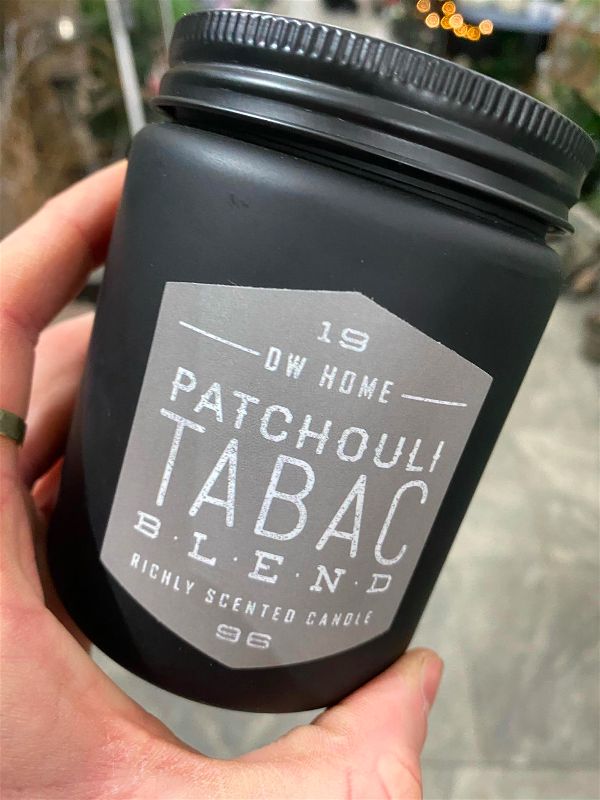 19
DW HOME
PATCHOULI
TABAC
B·L·E·N·D
RICHLY SCENTED CANDLE
96